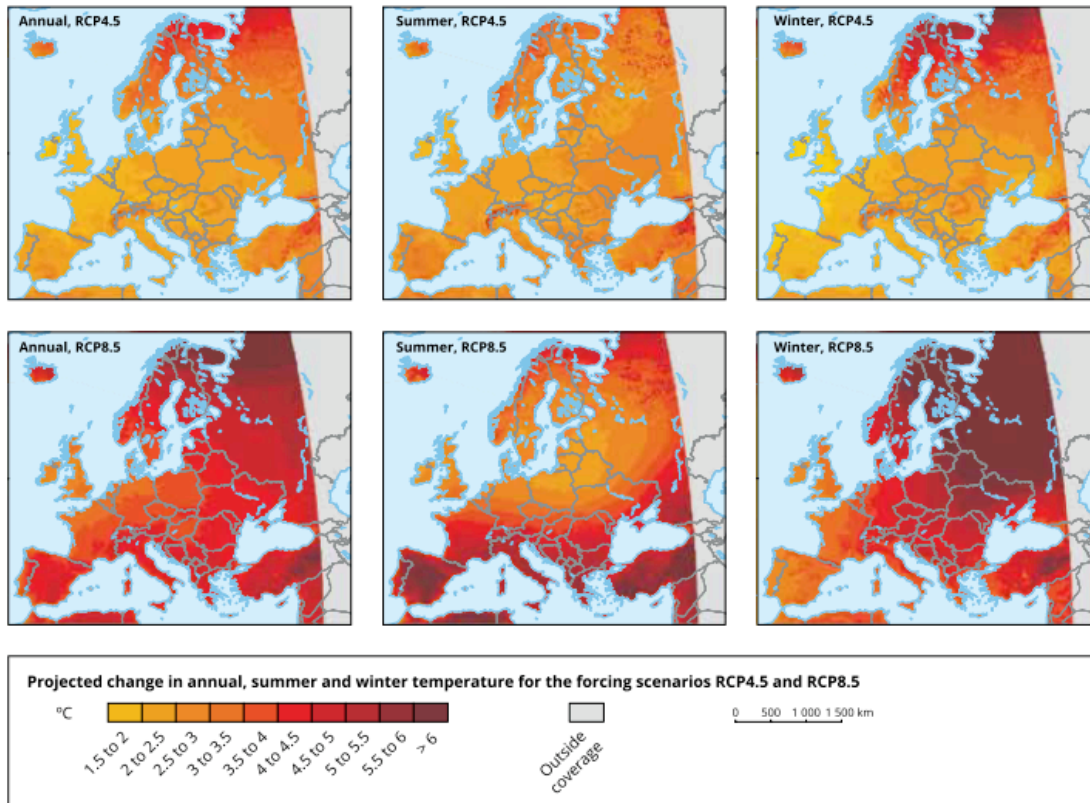 Annual, RCP4.5
Summer, RCP4.5
Winter, RCP4.5
Annual, RCP8.5
Summer, RCP8.5
Winter, RCP8.5
Projected change in annual, summer and winter temperature for the forcing scenarios RCP4.5 and RCP8.5
ºC
1.5 to 2
2 to 2.5
2.5 to 3
3 to 3.5
3.5 to 4
4 to 4.5
4.5 to 5
5 to 5.5
5.5 to 6
> 6
Outside
coverage
0 500 1 000 1 500 km